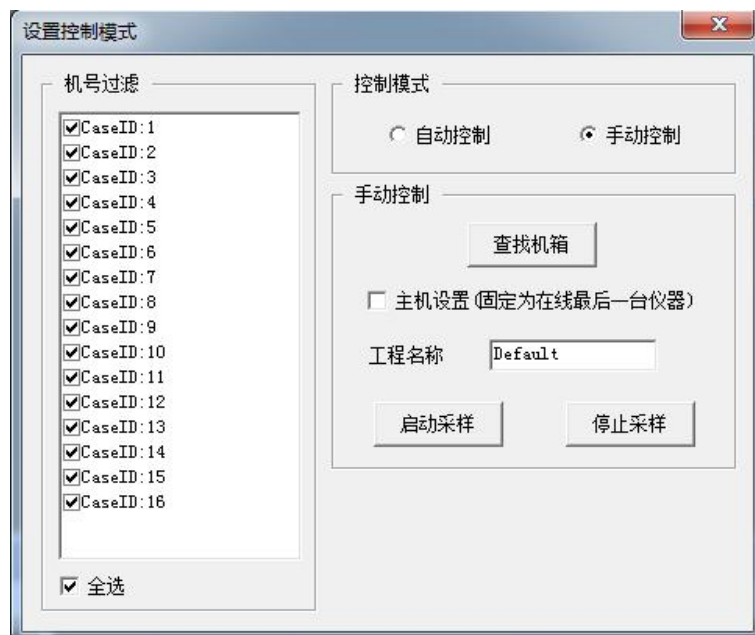 设置控制模式
机号过滤
CaseID:1
CaseID:2
CaseID:3
CaseID:4
CaseID:5
CaseID:6
CaseID:7
CaseID:8
CaseID:9
CaseID:10
CaseID:11
CaseID:12
CaseID:13
CaseID:14
CaseID:15
CaseID:16
全选
控制模式
自动控制 手动控制
手动控制
查找机箱
主机设置(固定为在线最后一台仪器)
工程名称 Default
启动采样 停止采样